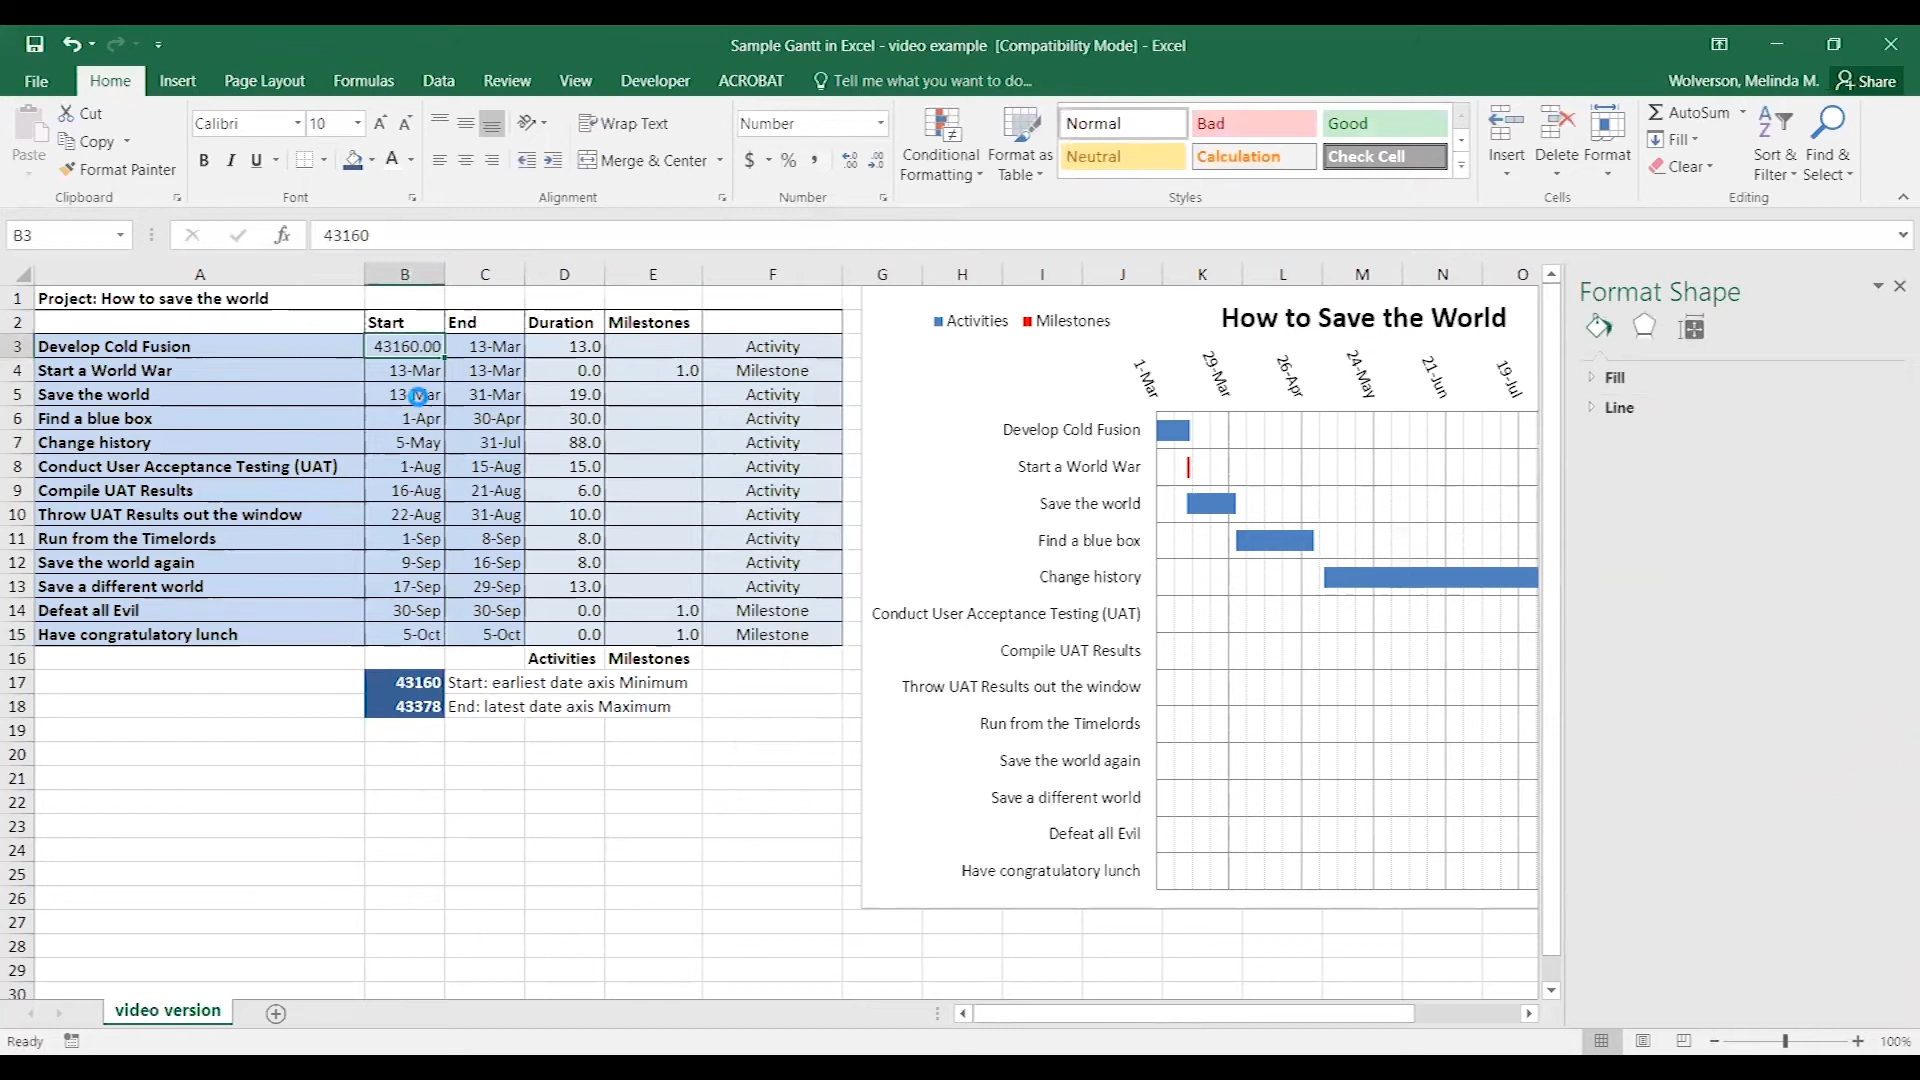 Sample Gantt in Excel - video example [Compatibility Mode] - Excel
File Home Insert Page Layout Formulas Data Review View Developer ACROBAT Tell me what you want to do... Wolverson, Melinda M. Share
Paste
Cut
Copy
Format Painter
Clipboard
Calibri 10
B I U
Font
Wrap Text
Merge & Center
Alignment
Number
$ % ,
Number
Conditional Formatting
Format as Table
Normal Bad Good
Neutral Calculation Check Cell
Styles
Insert Delete Format
Cells
AutoSum
Fill
Clear
Sort & Filter
Find & Select
Editing
B3 fx 43160
A B C D E F G H I J K L M N O
1 Project: How to save the world
2 Start End Duration Milestones
3 Develop Cold Fusion 43160.00 13-Mar 13.0 Activity
4 Start a World War 13-Mar 13-Mar 0.0 1.0 Milestone
5 Save the world 13-Mar 31-Mar 19.0 Activity
6 Find a blue box 1-Apr 30-Apr 30.0 Activity
7 Change history 5-May 31-Jul 88.0 Activity
8 Conduct User Acceptance Testing (UAT) 1-Aug 15-Aug 15.0 Activity
9 Compile UAT Results 16-Aug 21-Aug 6.0 Activity
10 Throw UAT Results out the window 22-Aug 31-Aug 10.0 Activity
11 Run from the Timelords 1-Sep 8-Sep 8.0 Activity
12 Save the world again 9-Sep 16-Sep 8.0 Activity
13 Save a different world 17-Sep 29-Sep 13.0 Activity
14 Defeat all Evil 30-Sep 30-Sep 0.0 1.0 Milestone
15 Have congratulatory lunch 5-Oct 5-Oct 0.0 1.0 Milestone
16 Activities Milestones
17 43160 Start: earliest date axis Minimum
18 43378 End: latest date axis Maximum
19
20
21
22
23
24
25
26
27
28
29
30
Activities Milestones
How to Save the World
1-Mar 29-Mar 26-Apr 24-May 21-Jun 19-Jul
Develop Cold Fusion
Start a World War
Save the world
Find a blue box
Change history
Conduct User Acceptance Testing (UAT)
Compile UAT Results
Throw UAT Results out the window
Run from the Timelords
Save the world again
Save a different world
Defeat all Evil
Have congratulatory lunch
Format Shape
Fill
Line
video version
Ready
100%